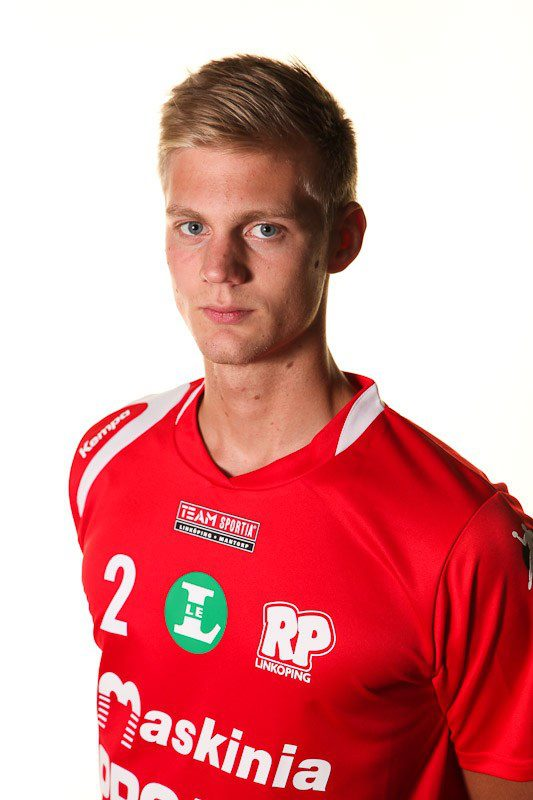 Kempa
TEAM SPORTIA
LINKÖPING • MANTORP
2
L
LE
RP
LINKÖPING
Maskinia